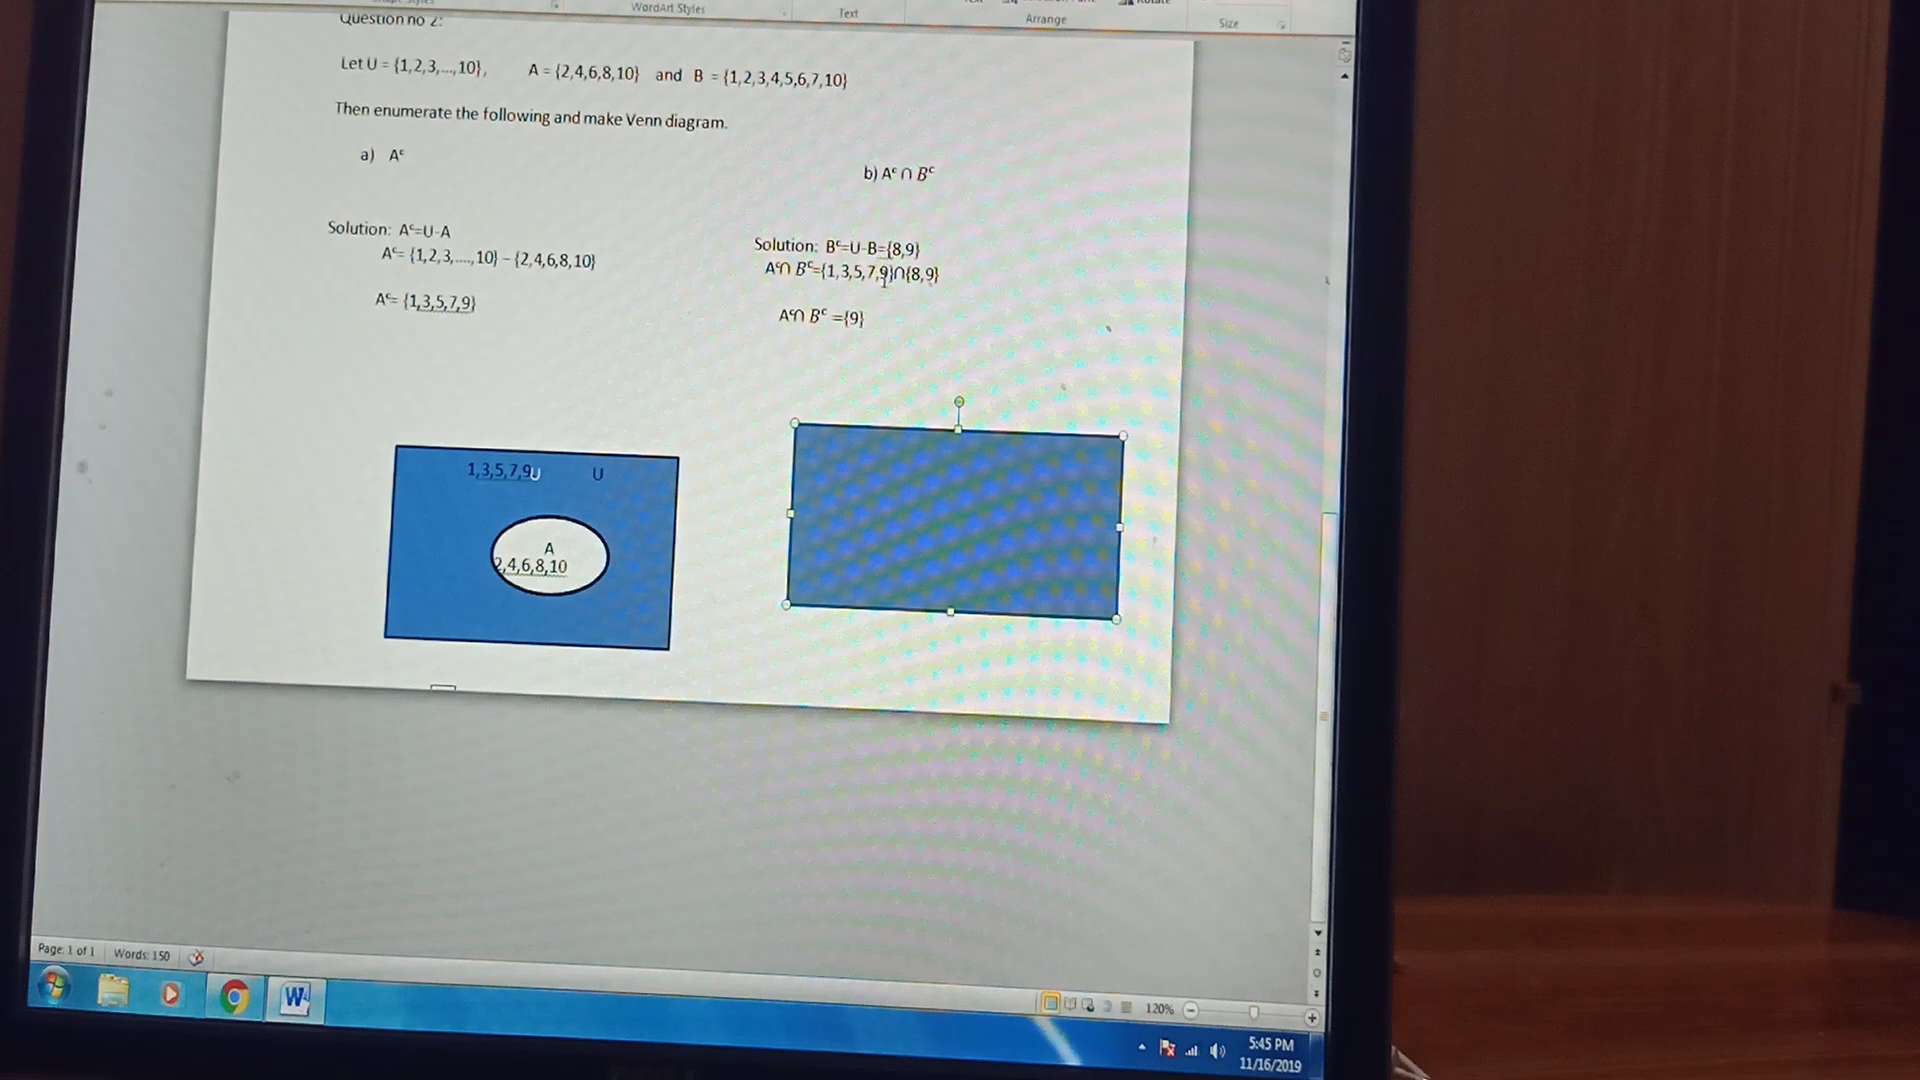 WordArt Styles
Text
Arrange
Size
Question no 2:
Let U = {1,2,3,...,10}, A = {2,4,6,8,10} and B = {1,2,3,4,5,6,7,10}
Then enumerate the following and make Venn diagram.
a) Aᶜ
b) Aᶜ ∩ Bᶜ
Solution: Aᶜ=U-A
Aᶜ= {1,2,3,....,10} – {2,4,6,8,10}
Aᶜ= {1,3,5,7,9}
Solution: Bᶜ=U-B={8,9}
Aᶜ∩ Bᶜ={1,3,5,7,9}∩{8,9}
Aᶜ∩ Bᶜ ={9}
1,3,5,7,9U U
A
2,4,6,8,10
Page: 1 of 1 Words: 150
120%
5:45 PM
11/16/2019